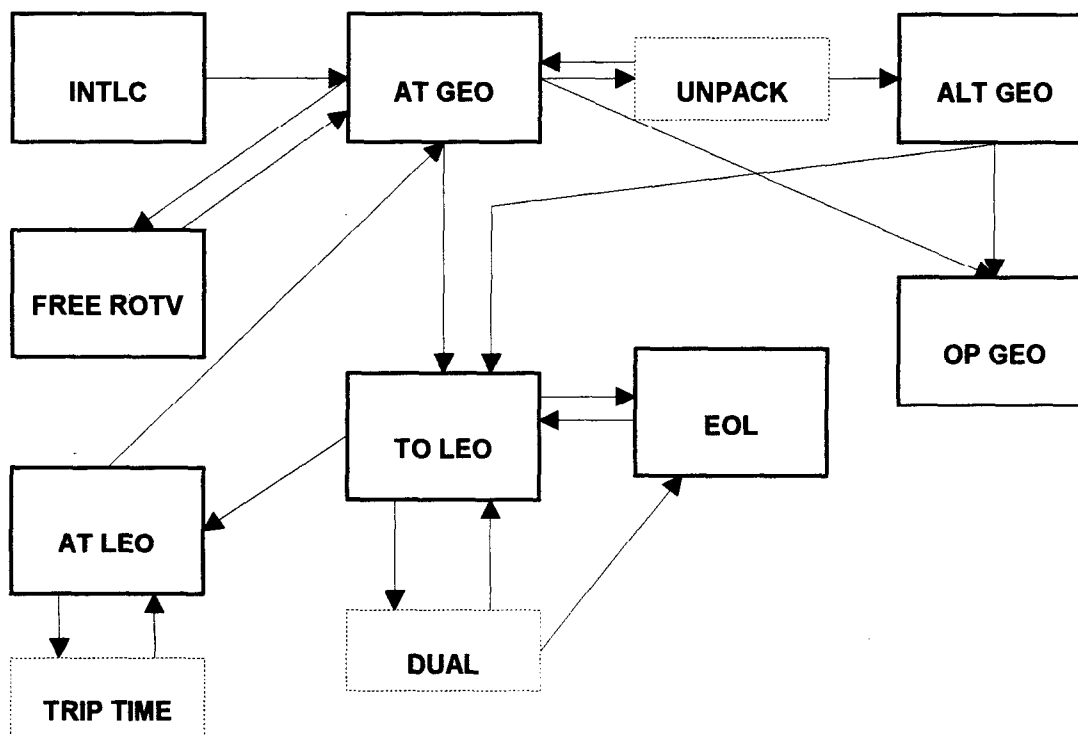 INTLC
AT GEO
UNPACK
ALT GEO
FREE ROTV
OP GEO
TO LEO
EOL
AT LEO
DUAL
TRIP TIME